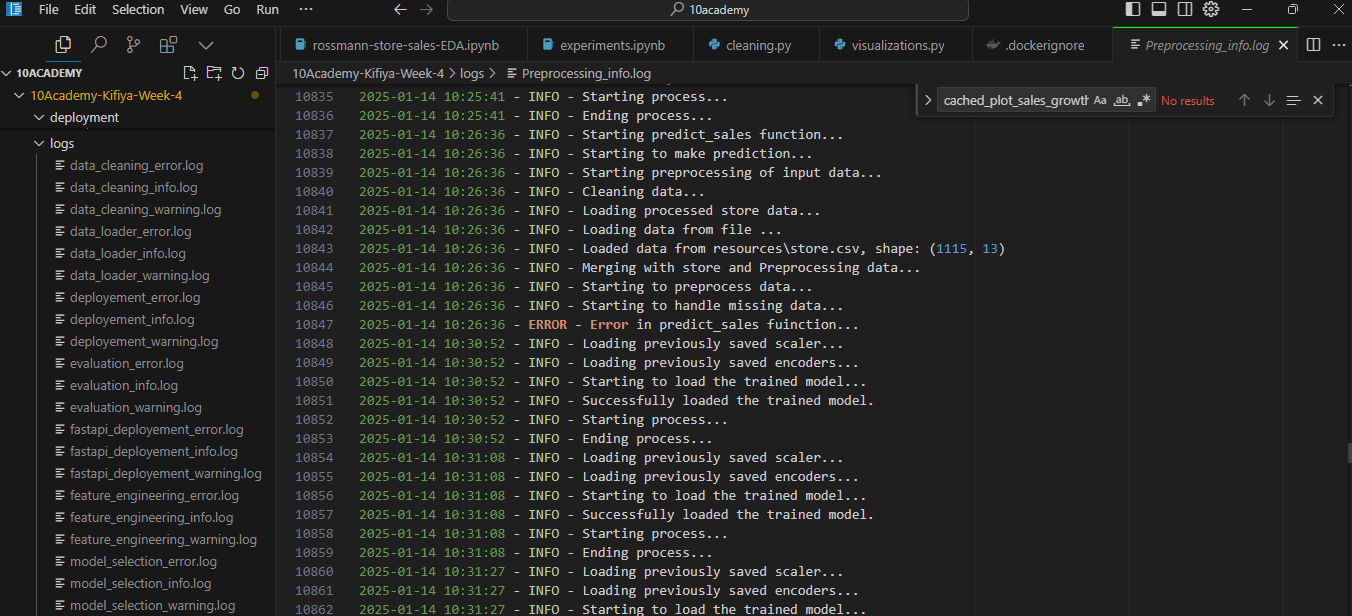 File Edit Selection View Go Run ··· 10academy
rossmann-store-sales-EDA.ipynb experiments.ipynb cleaning.py visualizations.py .dockerignore Preprocessing_info.log
10ACADEMY
10Academy-Kifiya-Week-4
deployment
logs
data_cleaning_error.log
data_cleaning_info.log
data_cleaning_warning.log
data_loader_error.log
data_loader_info.log
data_loader_warning.log
deployement_error.log
deployement_info.log
deployement_warning.log
evaluation_error.log
evaluation_info.log
evaluation_warning.log
fastapi_deployement_error.log
fastapi_deployement_info.log
fastapi_deployement_warning.log
feature_engineering_error.log
feature_engineering_info.log
feature_engineering_warning.log
model_selection_error.log
model_selection_info.log
model_selection_warning.log
10Academy-Kifiya-Week-4 > logs > Preprocessing_info.log
cached_plot_sales_growth Aa ab .* No results
10835 2025-01-14 10:25:41 - INFO - Starting process...
10836 2025-01-14 10:25:41 - INFO - Ending process...
10837 2025-01-14 10:26:36 - INFO - Starting predict_sales function...
10838 2025-01-14 10:26:36 - INFO - Starting to make prediction...
10839 2025-01-14 10:26:36 - INFO - Starting preprocessing of input data...
10840 2025-01-14 10:26:36 - INFO - Cleaning data...
10841 2025-01-14 10:26:36 - INFO - Loading processed store data...
10842 2025-01-14 10:26:36 - INFO - Loading data from file ...
10843 2025-01-14 10:26:36 - INFO - Loaded data from resources\store.csv, shape: (1115, 13)
10844 2025-01-14 10:26:36 - INFO - Merging with store and Preprocessing data...
10845 2025-01-14 10:26:36 - INFO - Starting to preprocess data...
10846 2025-01-14 10:26:36 - INFO - Starting to handle missing data...
10847 2025-01-14 10:26:36 - ERROR - Error in predict_sales fuinction...
10848 2025-01-14 10:30:52 - INFO - Loading previously saved scaler...
10849 2025-01-14 10:30:52 - INFO - Loading previously saved encoders...
10850 2025-01-14 10:30:52 - INFO - Starting to load the trained model...
10851 2025-01-14 10:30:52 - INFO - Successfully loaded the trained model.
10852 2025-01-14 10:30:52 - INFO - Starting process...
10853 2025-01-14 10:30:52 - INFO - Ending process...
10854 2025-01-14 10:31:08 - INFO - Loading previously saved scaler...
10855 2025-01-14 10:31:08 - INFO - Loading previously saved encoders...
10856 2025-01-14 10:31:08 - INFO - Starting to load the trained model...
10857 2025-01-14 10:31:08 - INFO - Successfully loaded the trained model.
10858 2025-01-14 10:31:08 - INFO - Starting process...
10859 2025-01-14 10:31:08 - INFO - Ending process...
10860 2025-01-14 10:31:27 - INFO - Loading previously saved scaler...
10861 2025-01-14 10:31:27 - INFO - Loading previously saved encoders...
10862 2025-01-14 10:31:27 - INFO - Starting to load the trained model...